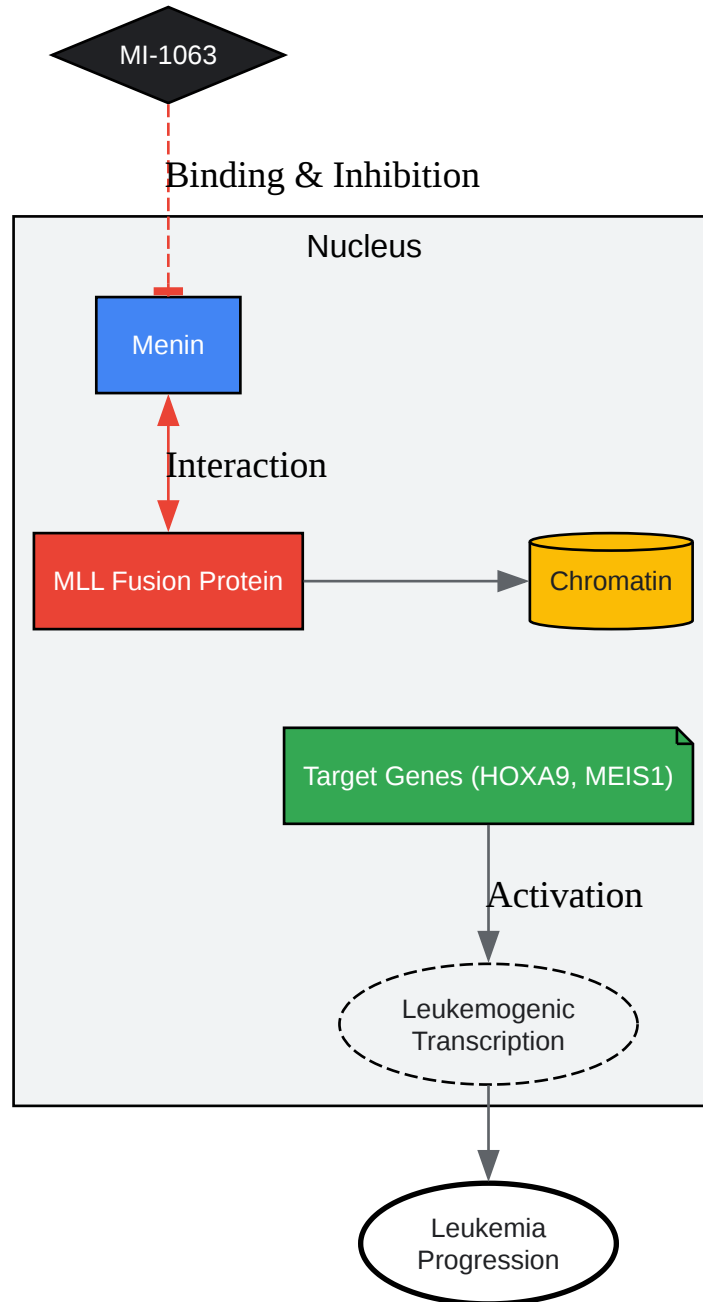 MI-1063
Binding & Inhibition
Nucleus
Menin
Interaction
MLL Fusion Protein
Chromatin
Target Genes (HOXA9, MEIS1)
Activation
Leukemogenic
Transcription
Leukemia
Progression